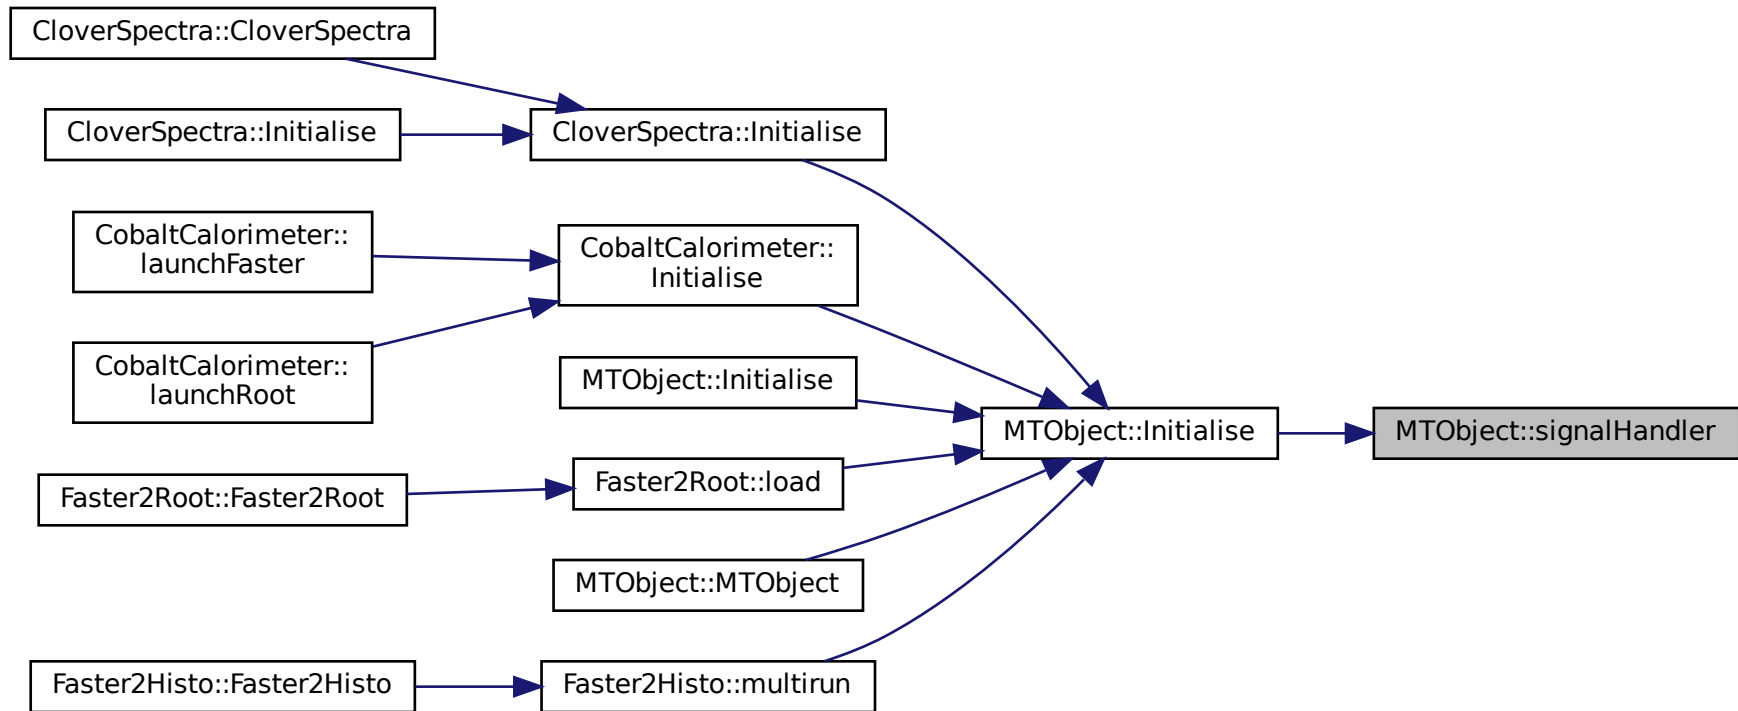 CloverSpectra::CloverSpectra
CloverSpectra::Initialise
CloverSpectra::Initialise
CobaltCalorimeter::
launchFaster
CobaltCalorimeter::
Initialise
CobaltCalorimeter::
launchRoot
MTObject::Initialise
MTObject::Initialise
MTObject::signalHandler
Faster2Root::Faster2Root
Faster2Root::load
MTObject::MTObject
Faster2Histo::Faster2Histo
Faster2Histo::multirun